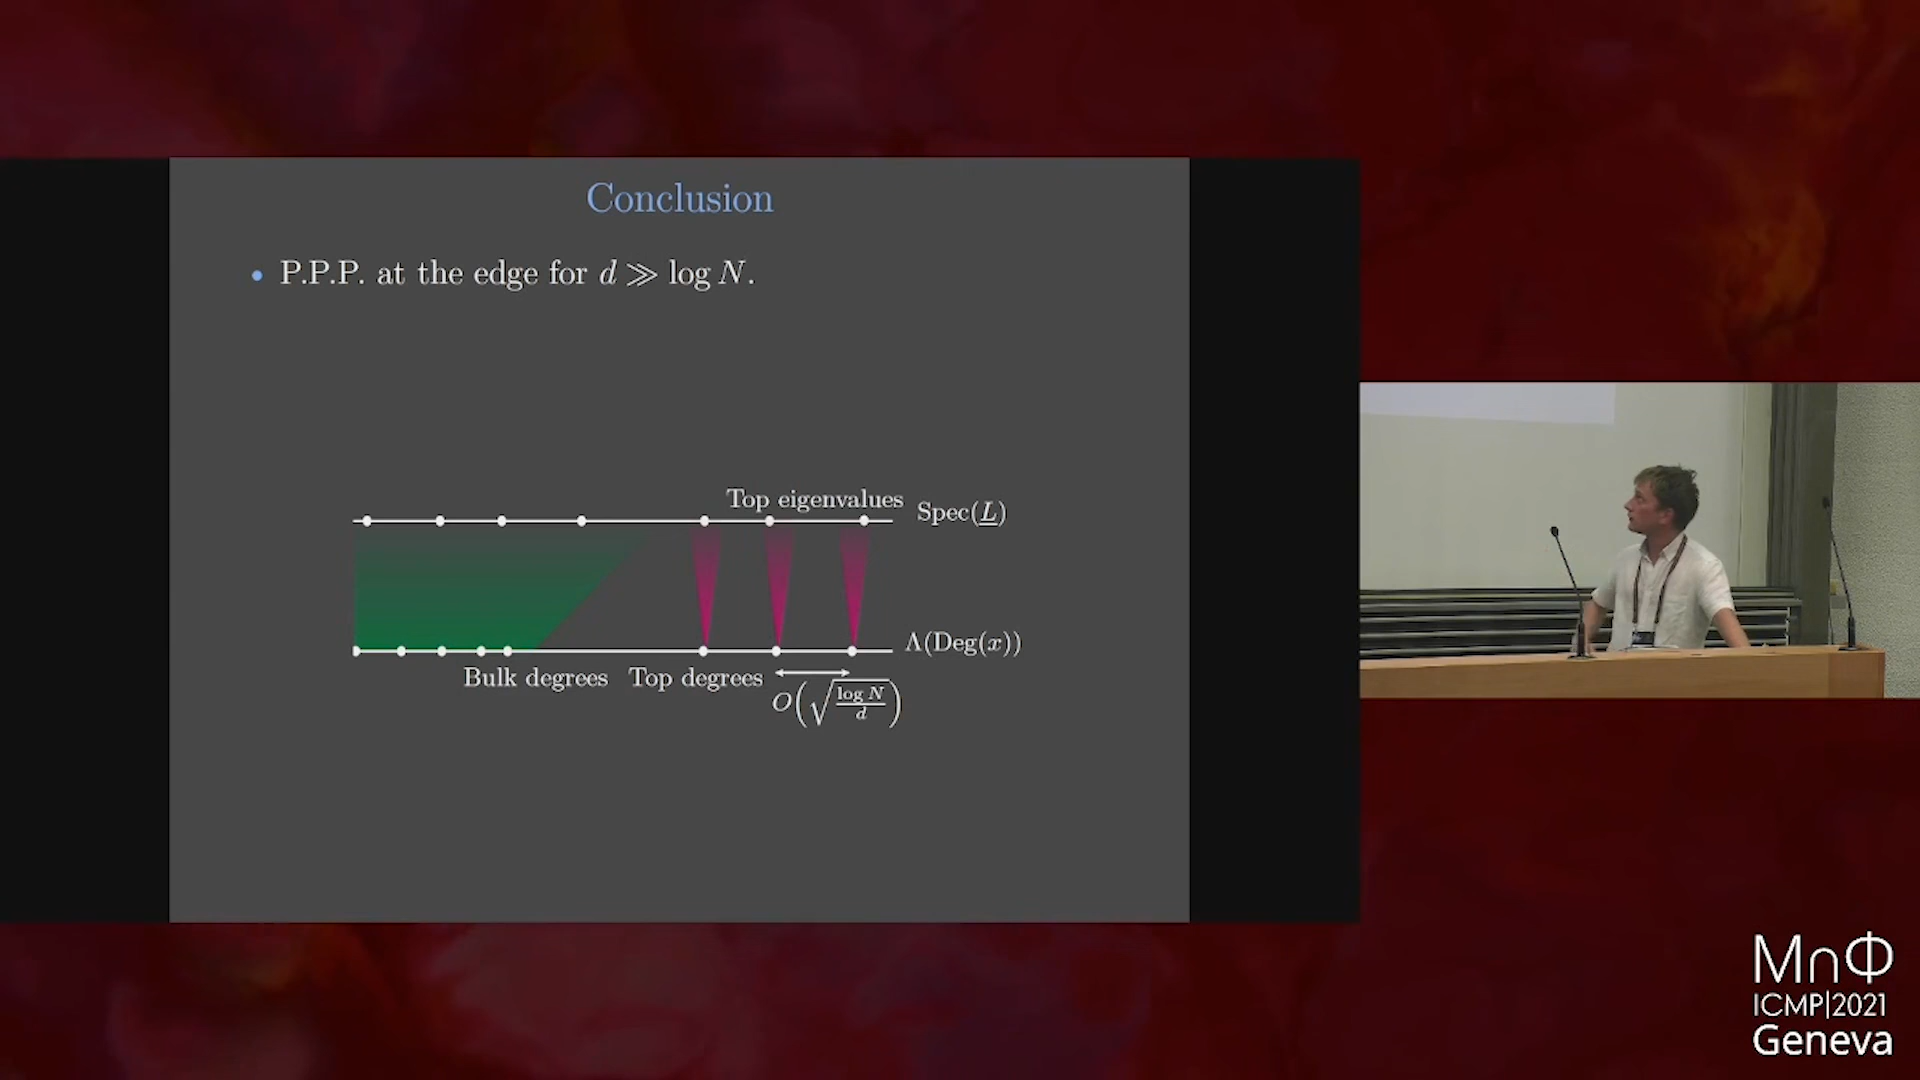 Conclusion
• P.P.P. at the edge for d ≫ log N.
Top eigenvalues
Spec(L)
Λ(Deg(x))
Bulk degrees
Top degrees
O(√(log N / d))
MnΦ
ICMP|2021
Geneva